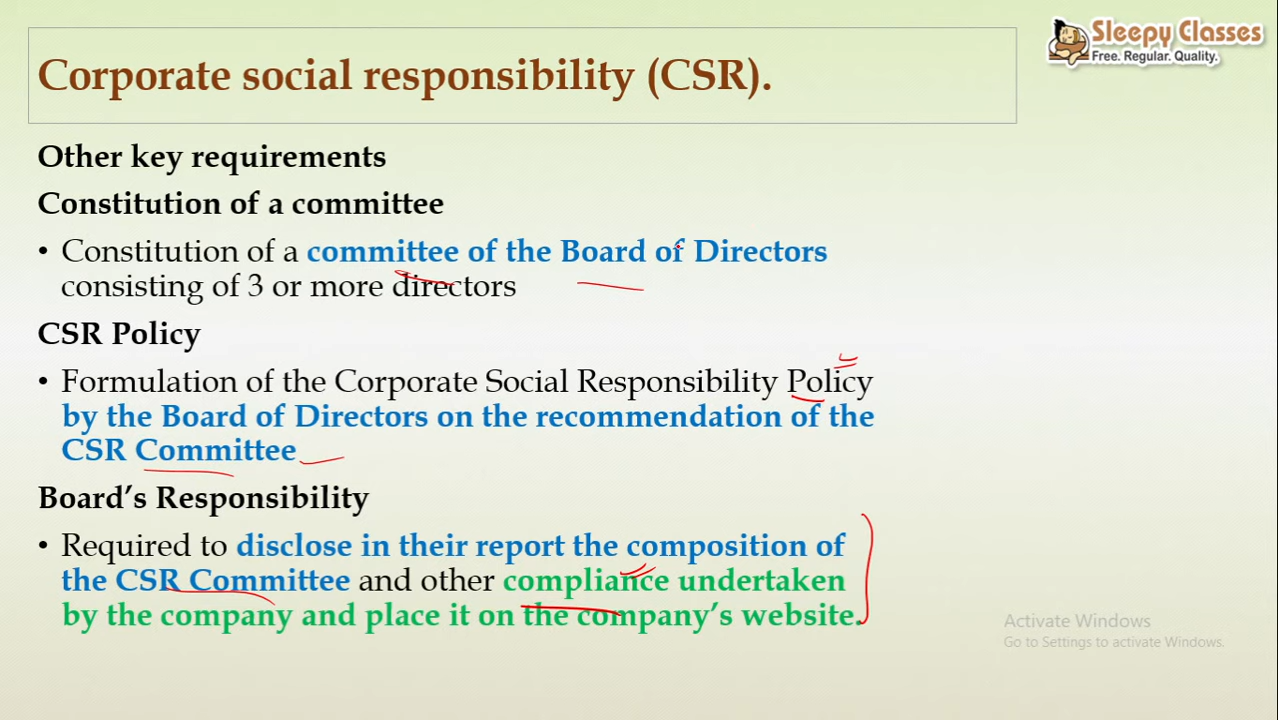 Sleepy Classes
Free. Regular. Quality.
Corporate social responsibility (CSR).
Other key requirements
Constitution of a committee
• Constitution of a committee of the Board of Directors
consisting of 3 or more directors
CSR Policy
• Formulation of the Corporate Social Responsibility Policy
by the Board of Directors on the recommendation of the
CSR Committee
Board’s Responsibility
• Required to disclose in their report the composition of
the CSR Committee and other compliance undertaken
by the company and place it on the company’s website.
Activate Windows
Go to Settings to activate Windows.